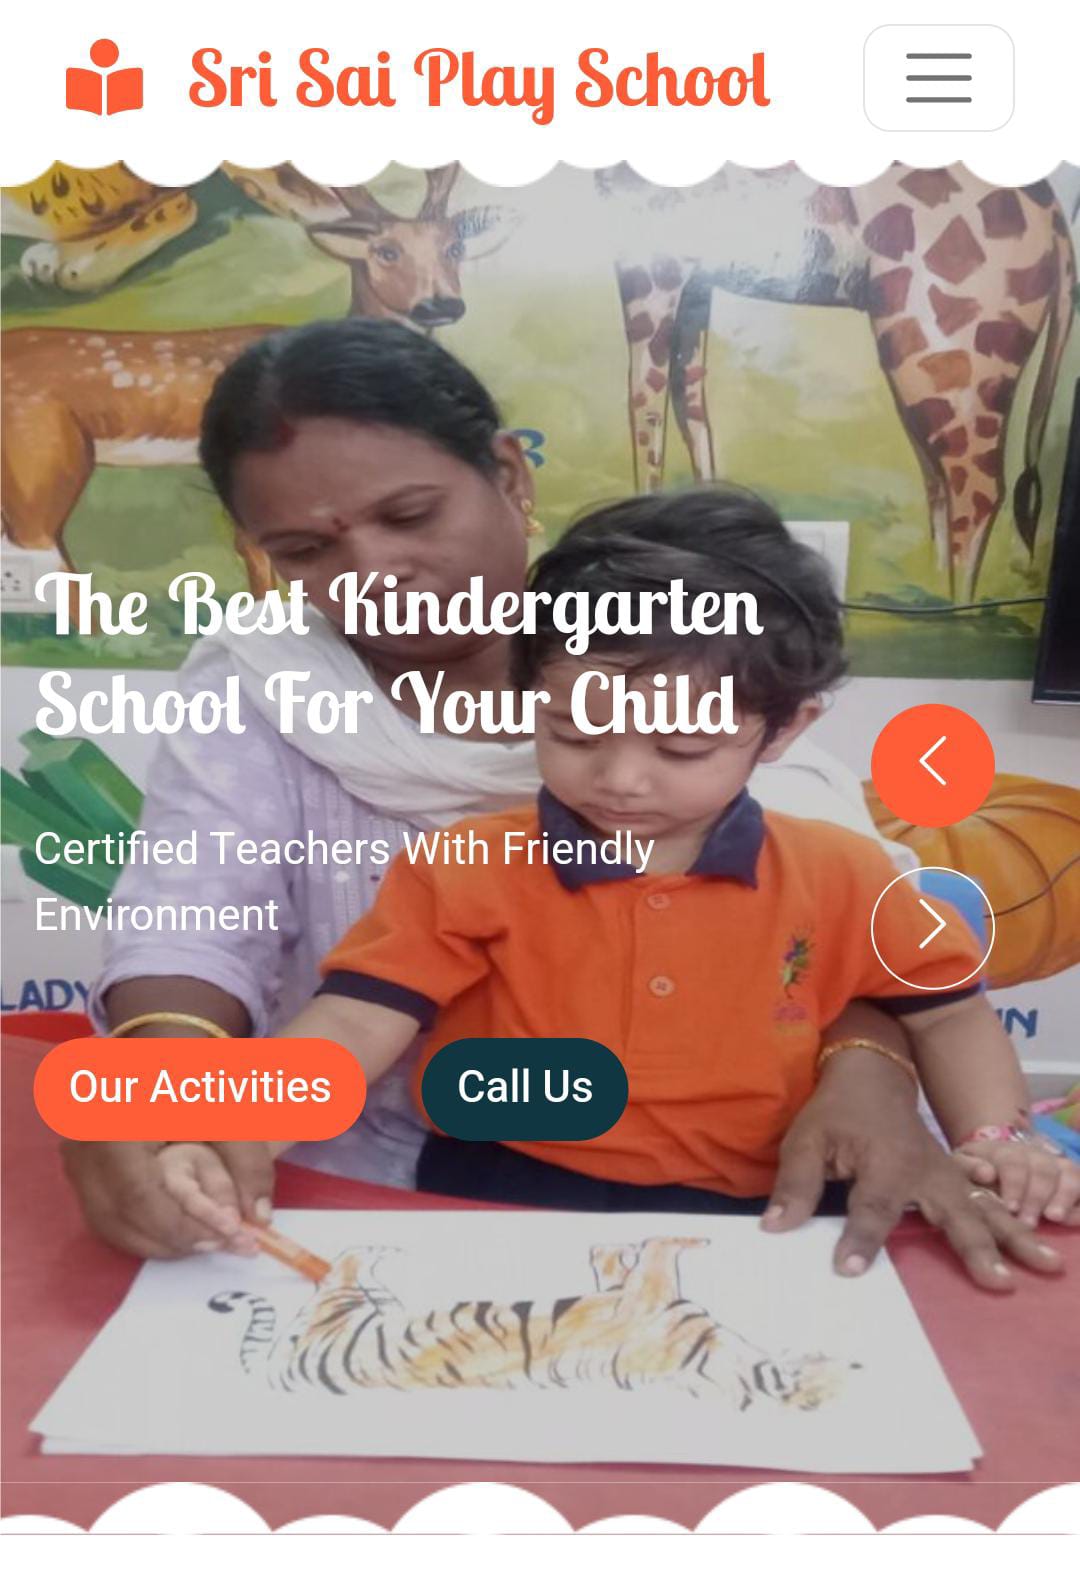 Sri Sai Play School
The Best Kindergarten
School For Your Child
Certified Teachers With Friendly
Environment
LADY
Our Activities
Call Us